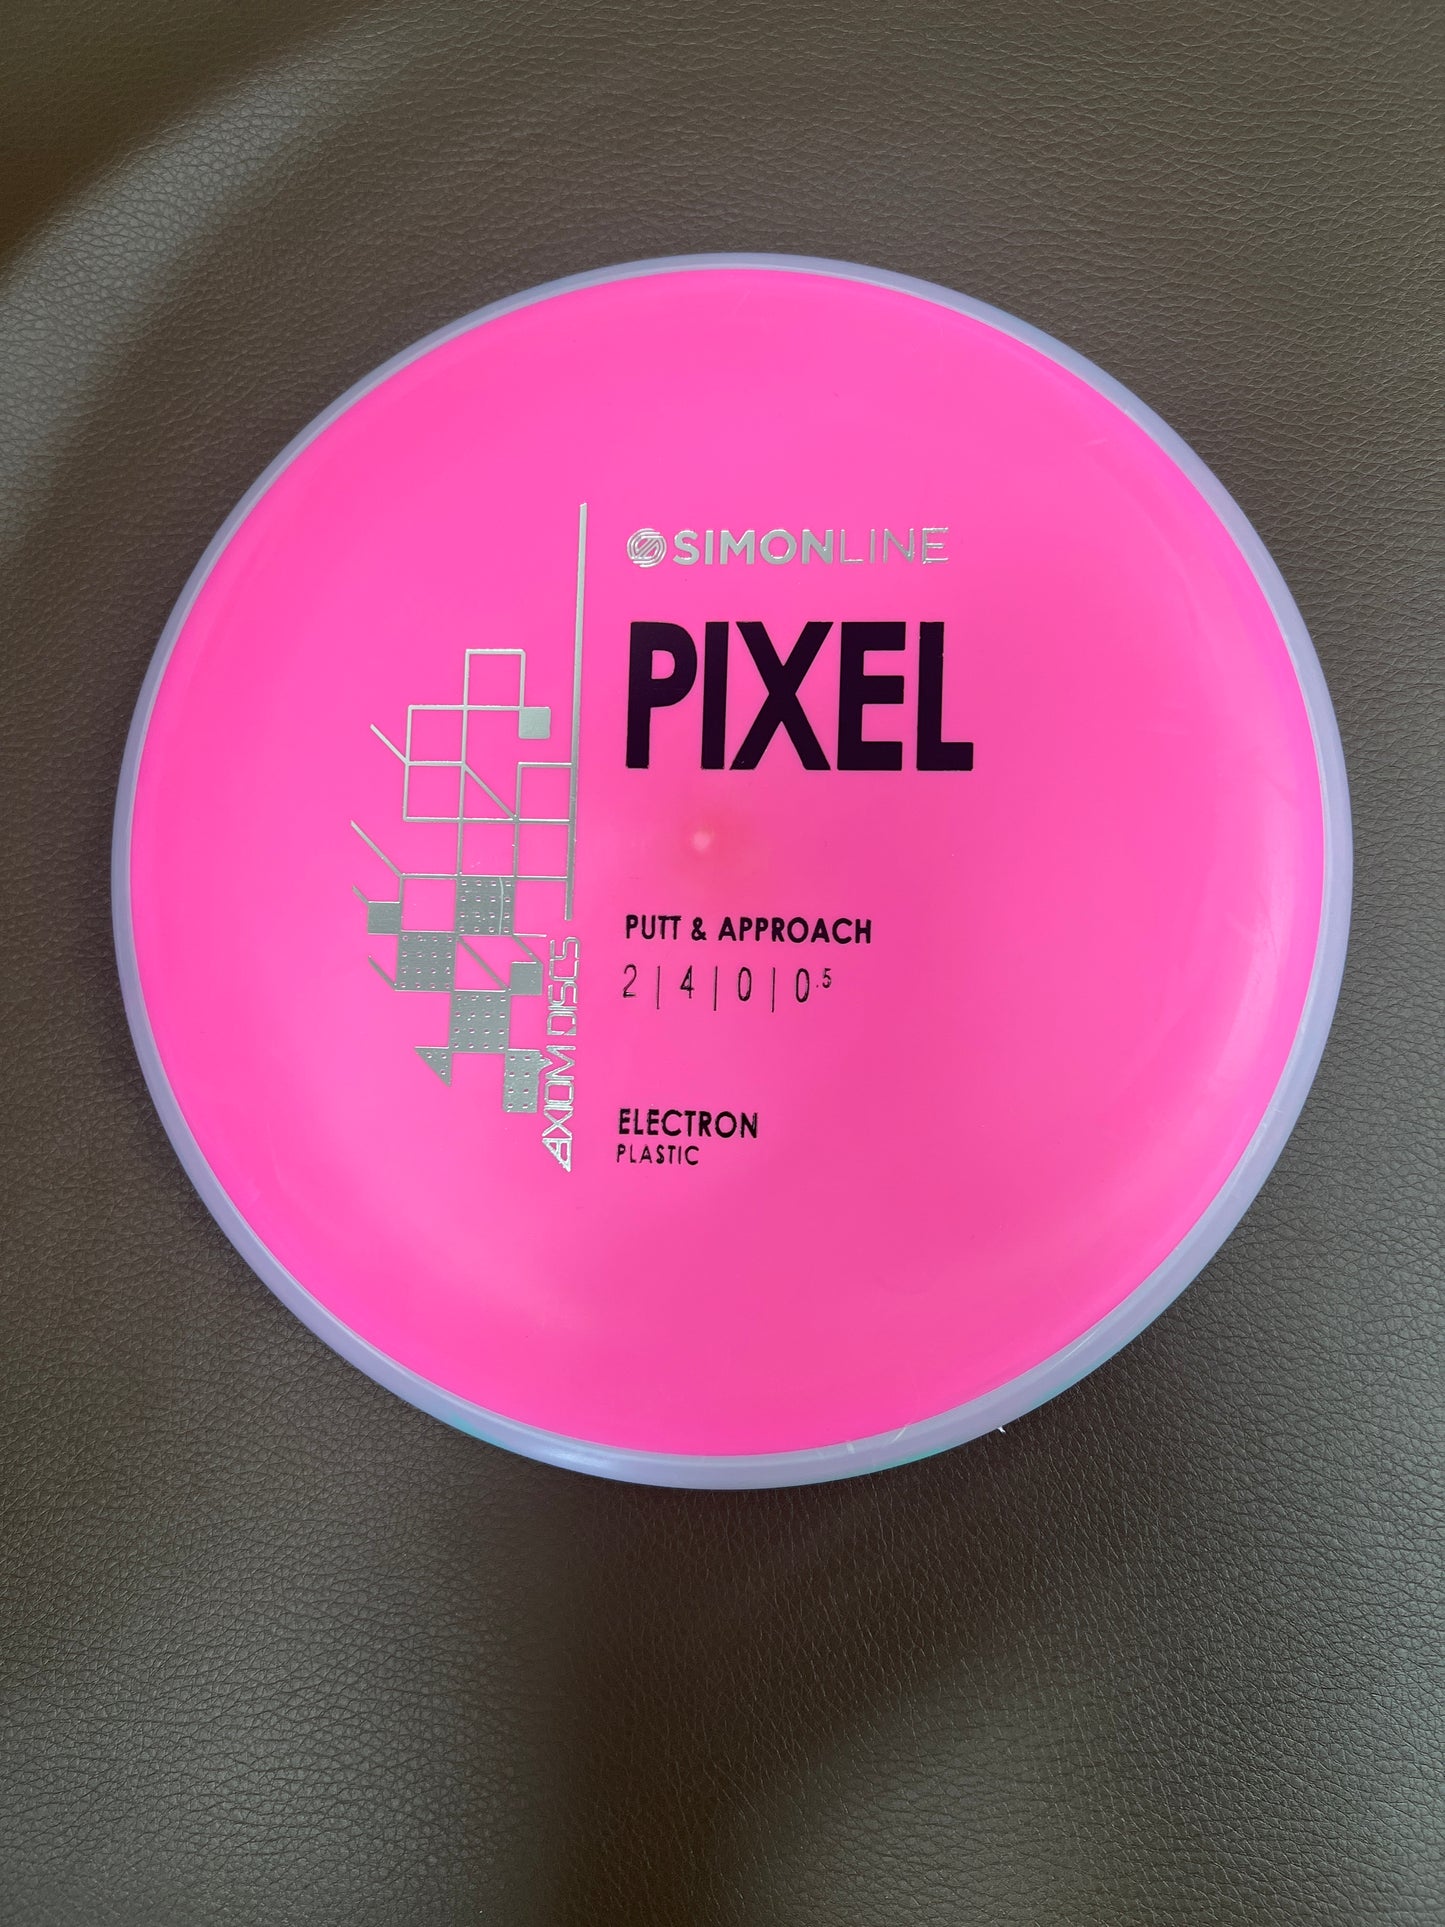 SIMONLINE
PIXEL
PUTT & APPROACH
2 | 4 | 0 | 0.5
ELECTRON
PLASTIC
AXIOM DISCS